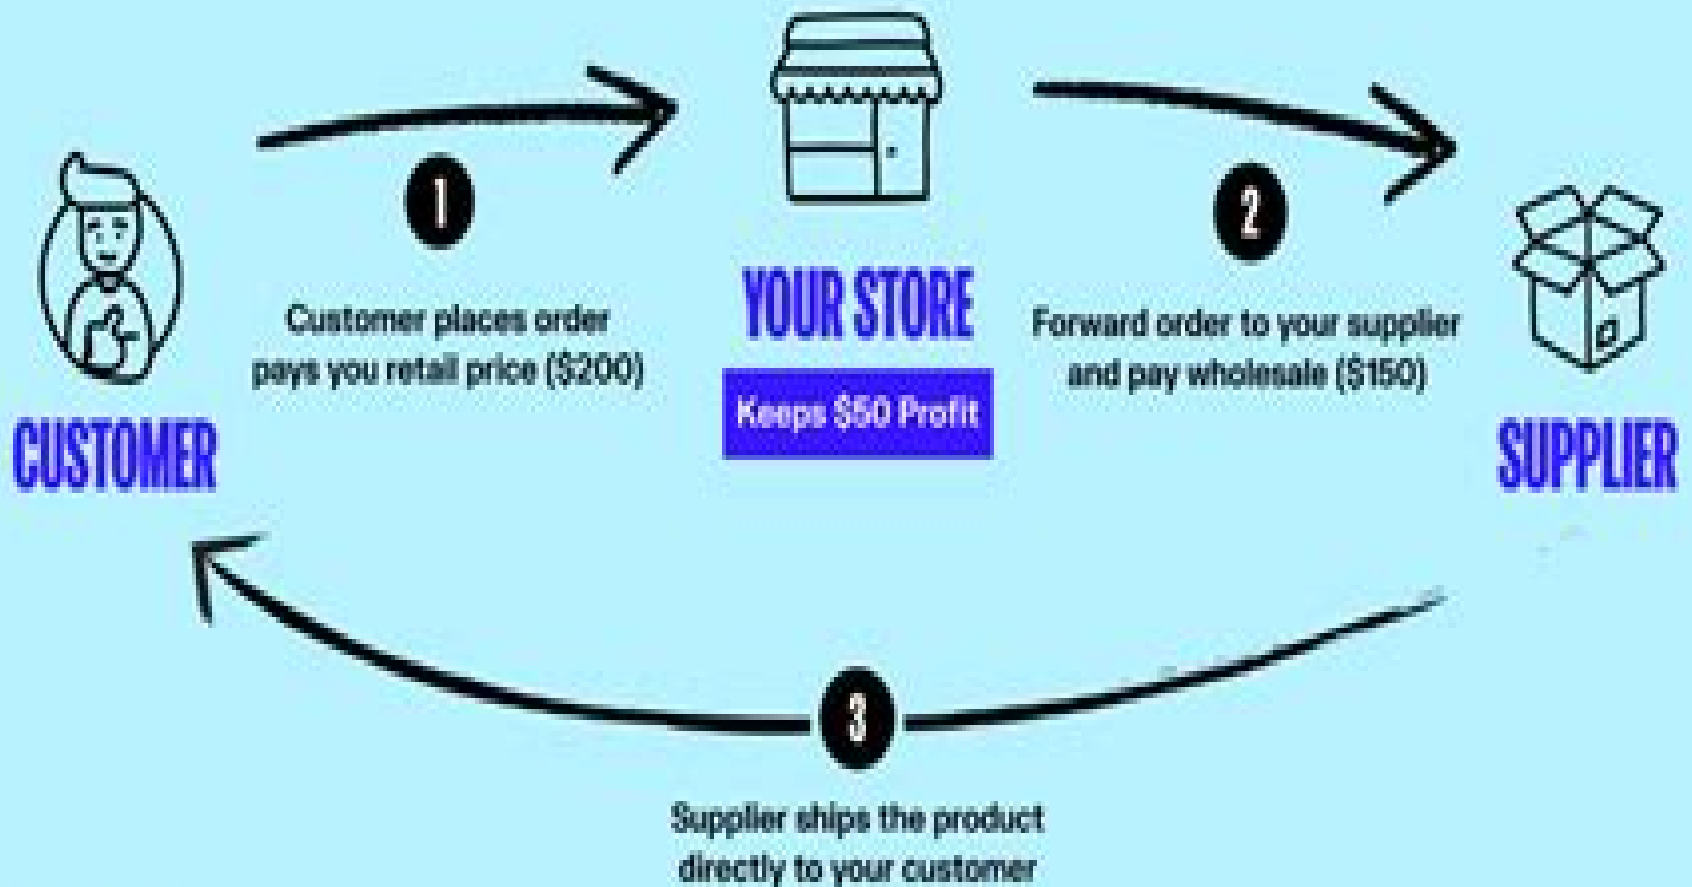 1
Customer places order
pays you retail price ($200)
CUSTOMER
YOUR STORE
Keeps $50 Profit
2
Forward order to your supplier
and pay wholesale ($150)
SUPPLIER
3
Supplier ships the product
directly to your customer